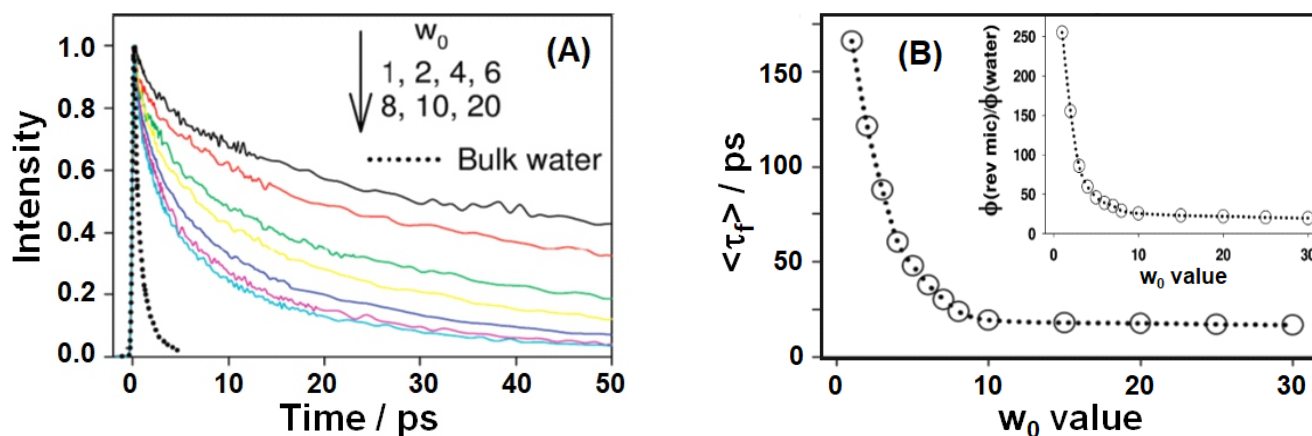 (A)
w0
1, 2, 4, 6
8, 10, 20
Bulk water
Intensity
1.0
0.8
0.6
0.4
0.2
0.0
0 10 20 30 40 50
Time / ps
(B)
<τf> / ps
150
100
50
0
0 10 20 30
w0 value
ϕ(rev mic)/ϕ(water)
250
200
150
100
50
0
0 10 20 30
w0 value